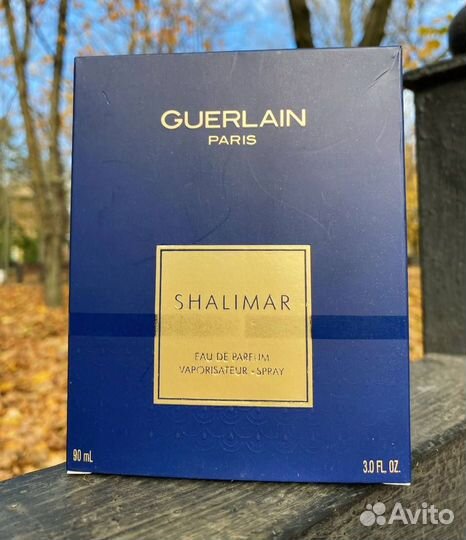 GUERLAIN
PARIS
SHALIMAR
EAU DE PARFUM
VAPORISATEUR - SPRAY
90 mL
3.0 FL. OZ.
Avito